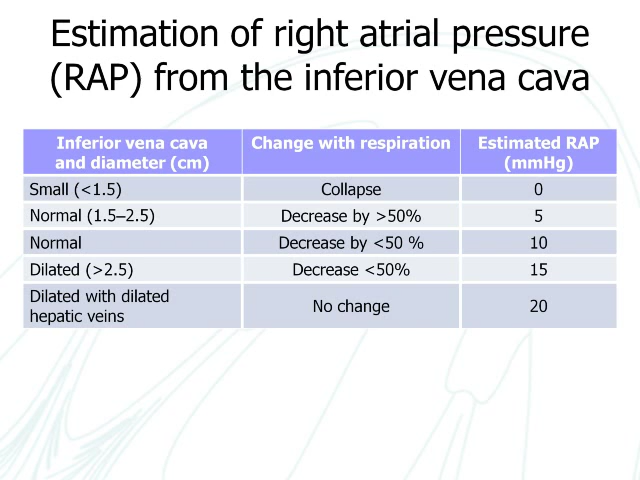 Estimation of right atrial pressure
(RAP) from the inferior vena cava
Inferior vena cava
and diameter (cm)
Change with respiration
Estimated RAP
(mmHg)
Small (<1.5)
Collapse
0
Normal (1.5–2.5)
Decrease by >50%
5
Normal
Decrease by <50 %
10
Dilated (>2.5)
Decrease <50%
15
Dilated with dilated
hepatic veins
No change
20